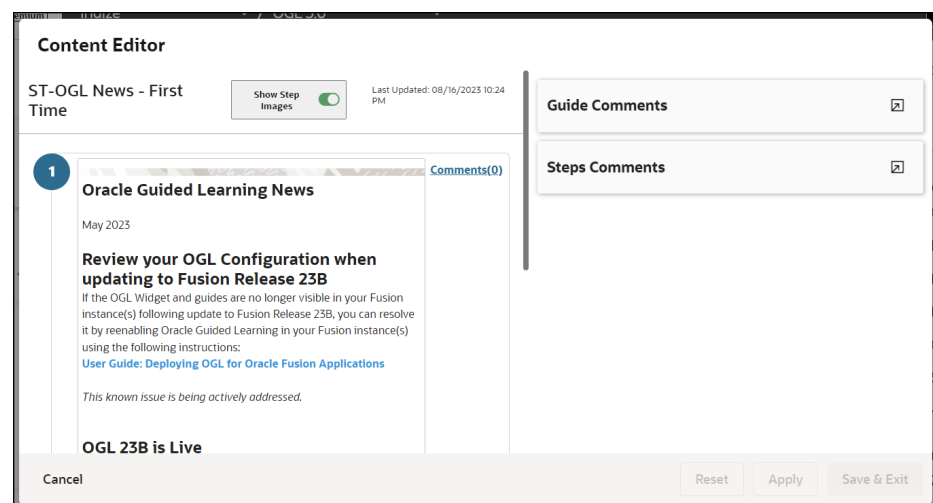 Content Editor
ST-OGL News - First
Time
Show Step
Images
Last Updated: 08/16/2023 10:24
PM
1
Comments(0)
Oracle Guided Learning News
May 2023
Review your OGL Configuration when
updating to Fusion Release 23B
If the OGL Widget and guides are no longer visible in your Fusion
instance(s) following update to Fusion Release 23B, you can resolve
it by reenabling Oracle Guided Learning in your Fusion instance(s)
using the following instructions:
User Guide: Deploying OGL for Oracle Fusion Applications
This known issue is being actively addressed.
OGL 23B is Live
Guide Comments
Steps Comments
Cancel
Reset
Apply
Save & Exit